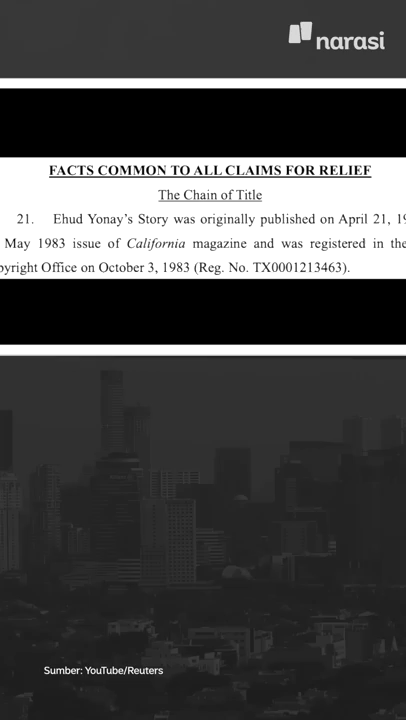 narasi
FACTS COMMON TO ALL CLAIMS FOR RELIEF
The Chain of Title
21. Ehud Yonay's Story was originally published on April 21, 19
May 1983 issue of California magazine and was registered in the
pyright Office on October 3, 1983 (Reg. No. TX0001213463).
Sumber: YouTube/Reuters